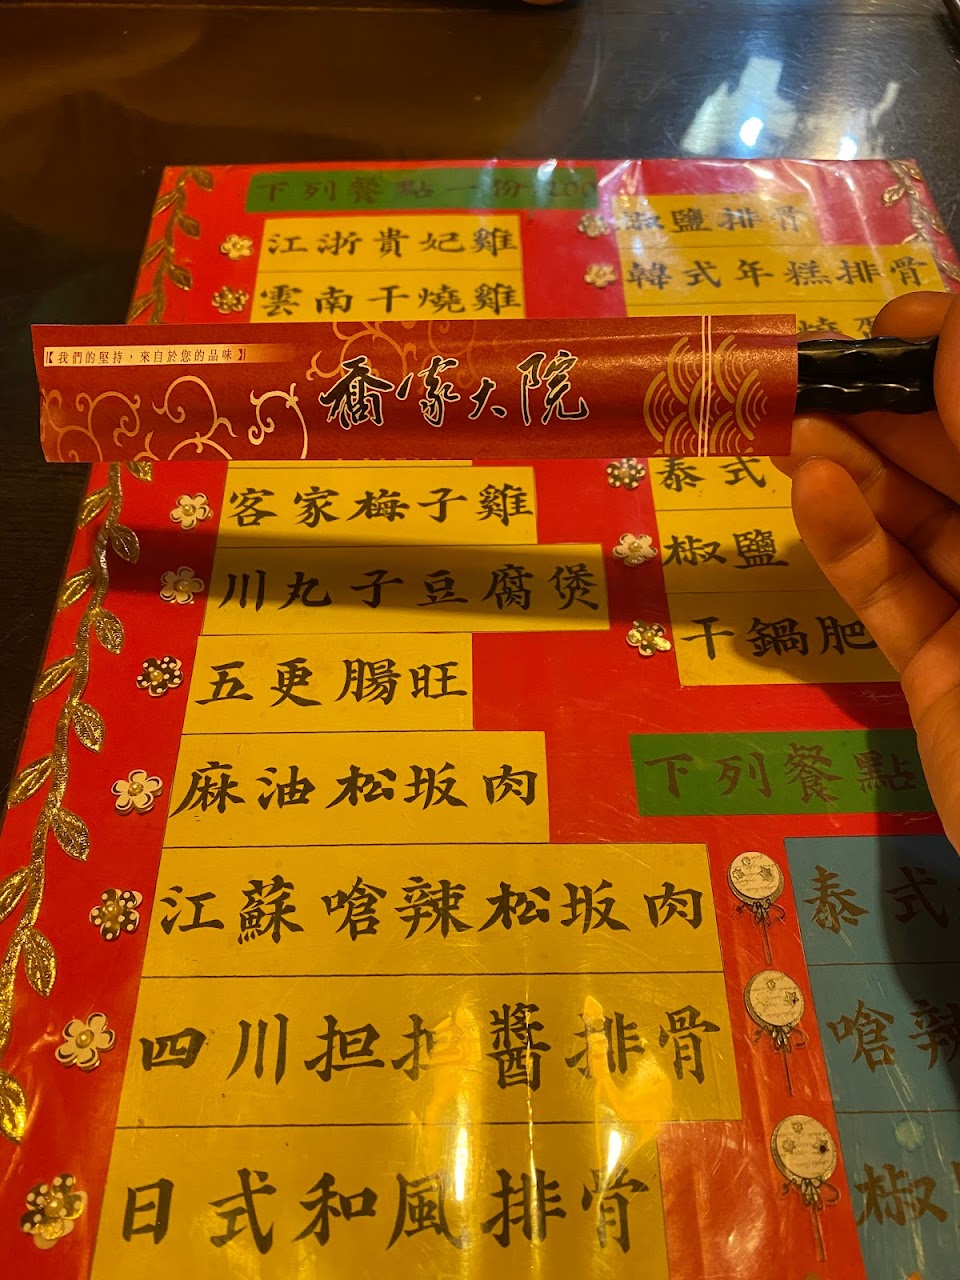 下列餐點一份200
江浙貴妃雞
雲南干燒雞
【我們的堅持，來自於您的品味】
喬家大院
客家梅子雞
川丸子豆腐煲
五更腸旺
麻油松坂肉
江蘇嗆辣松坂肉
四川担担醬排骨
日式和風排骨
椒鹽排骨
韓式年糕排骨
燒
泰式
椒鹽
干鍋肥
下列餐點
泰式
嗆辣
椒